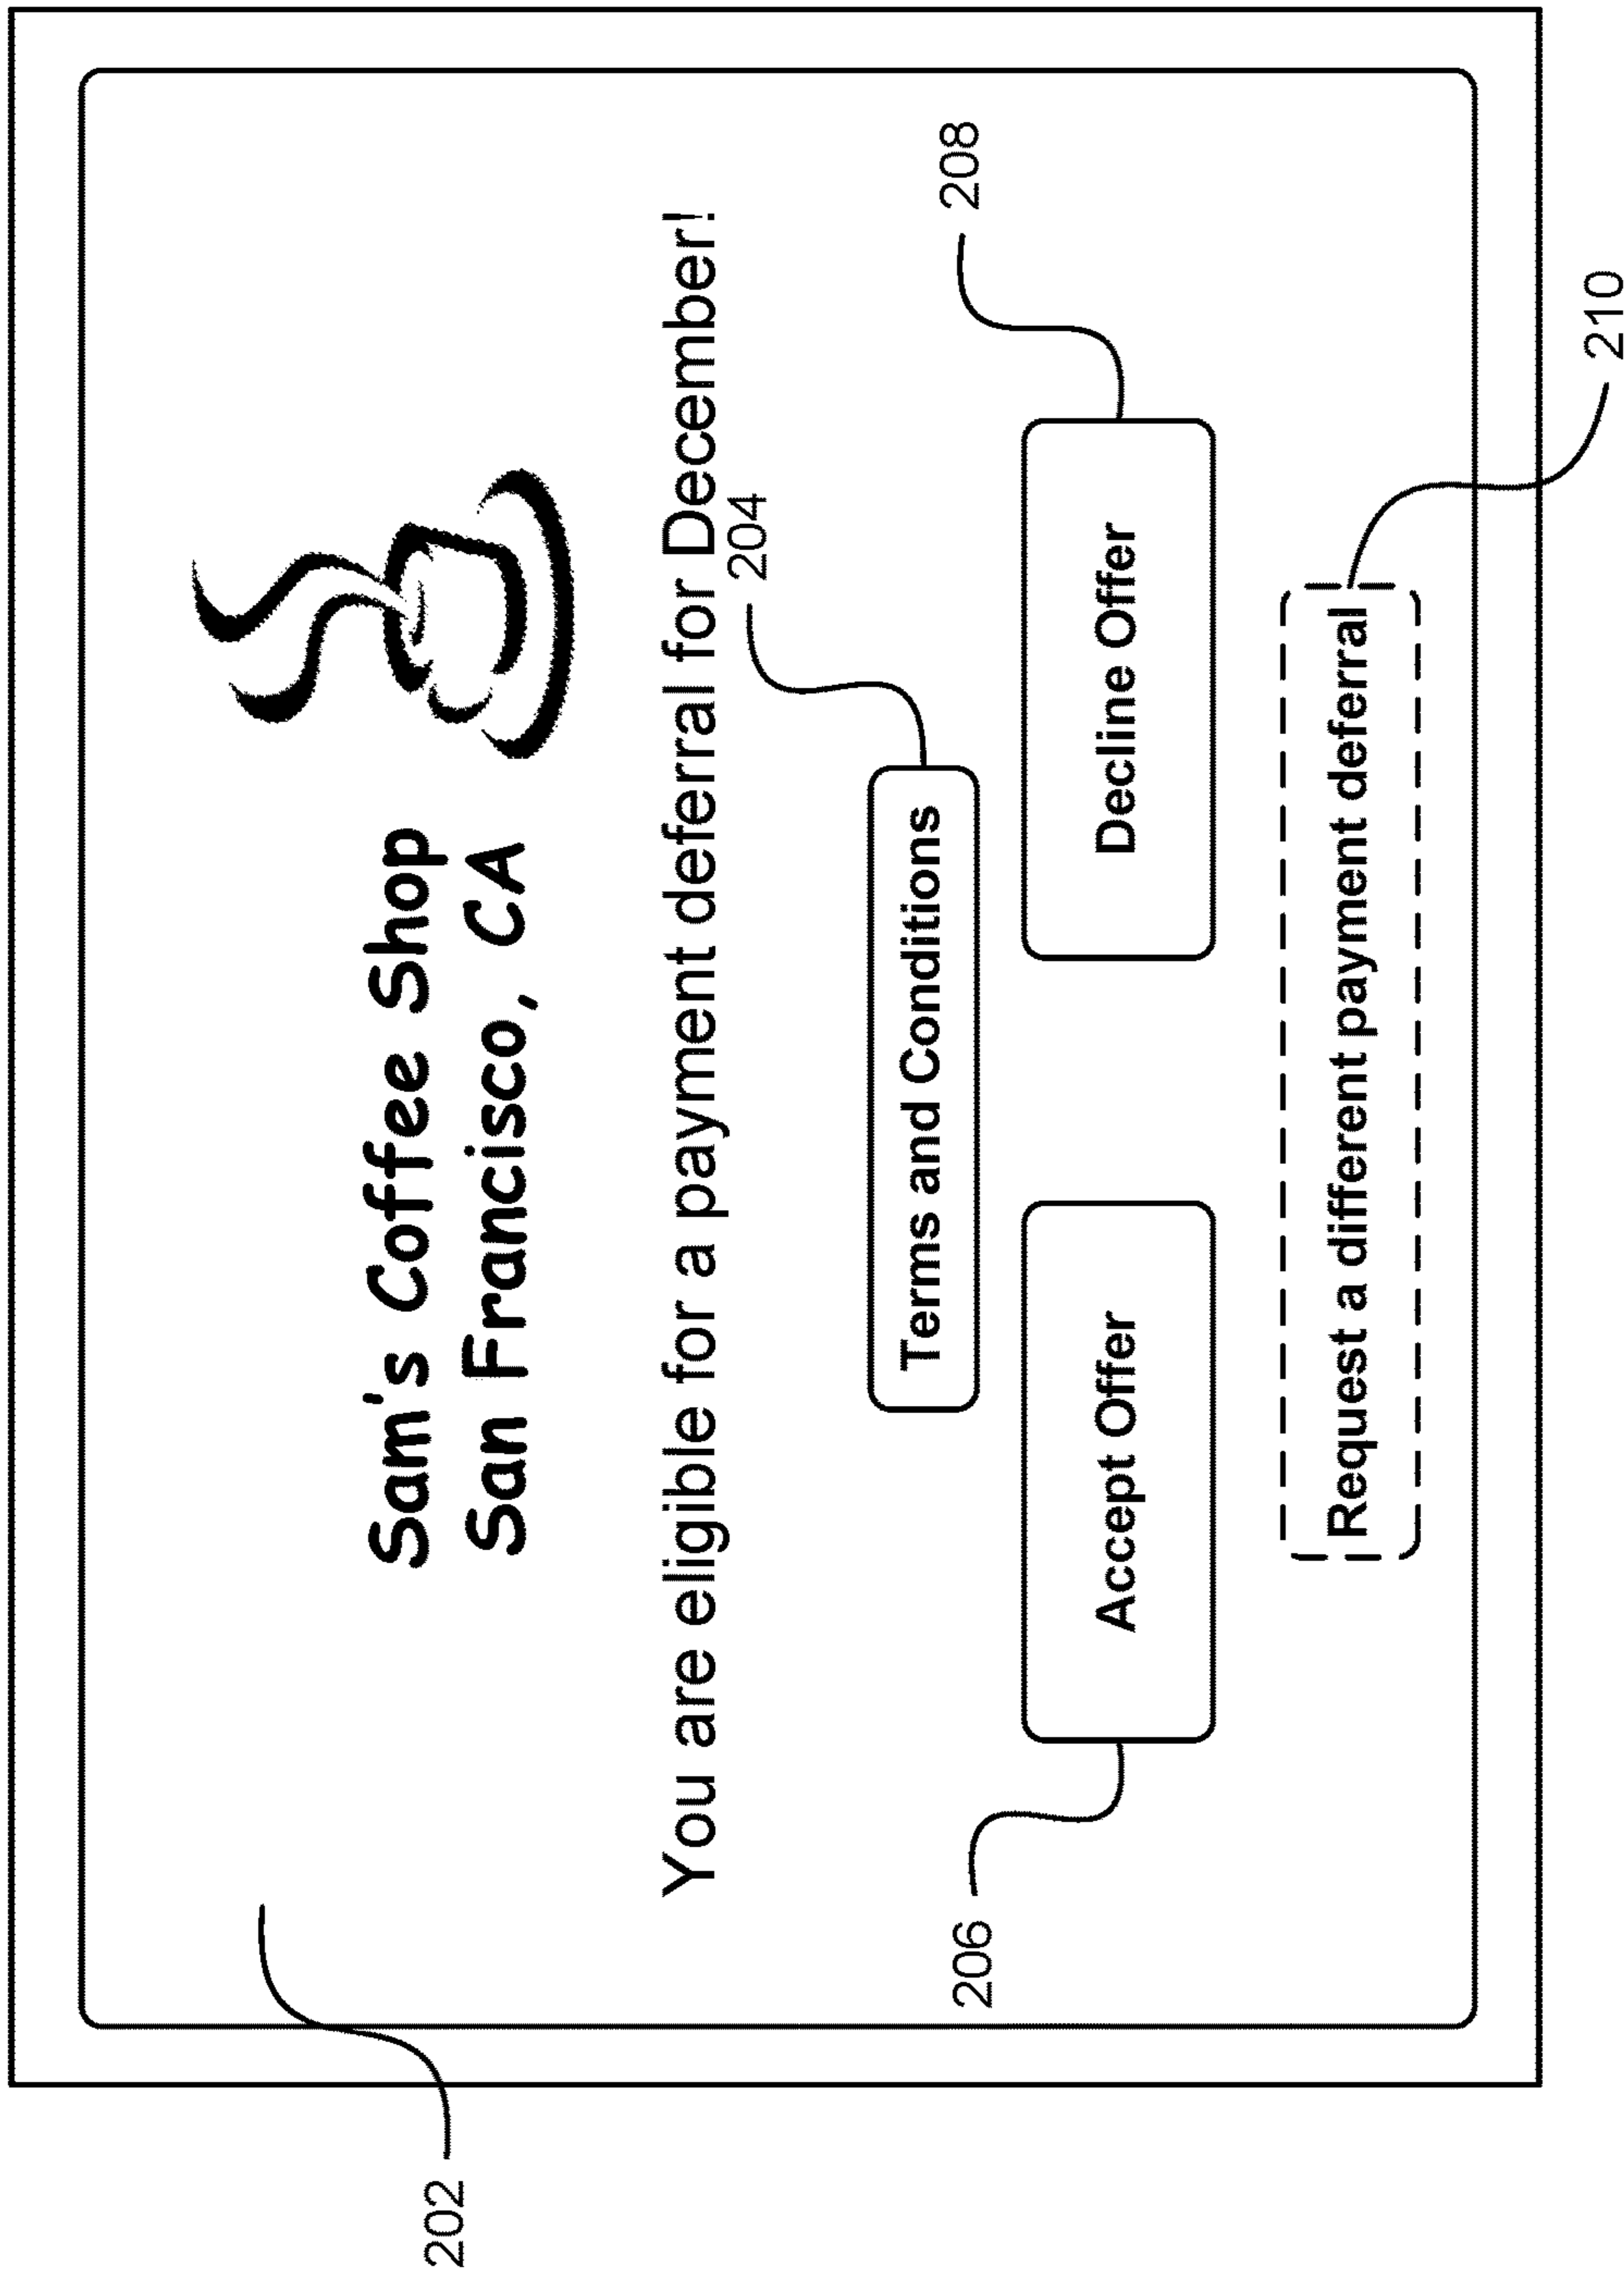 Sam's Coffee Shop
San Francisco, CA
You are eligible for a payment deferral for December!
204
Terms and Conditions
206
208
Accept Offer
Decline Offer
Request a different payment deferral
202
210